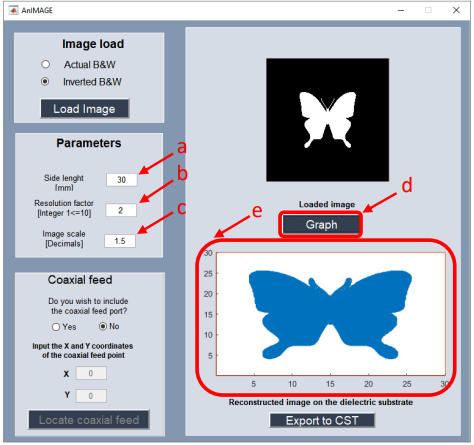 AnIMAGE
Image load
Actual B&W
Inverted B&W
Load Image
Parameters
Side lenght
[mm]
30
a
Resolution factor
[Integer 1<=10]
2
b
Image scale
[Decimals]
1.5
c
Coaxial feed
Do you wish to include
the coaxial feed port?
Yes
No
Input the X and Y coordinates
of the coaxial feed point
X
0
Y
0
Locate coaxial feed
Loaded image
d
Graph
e
30
25
20
15
10
5
5
10
15
20
25
30
Reconstructed image on the dielectric substrate
Export to CST